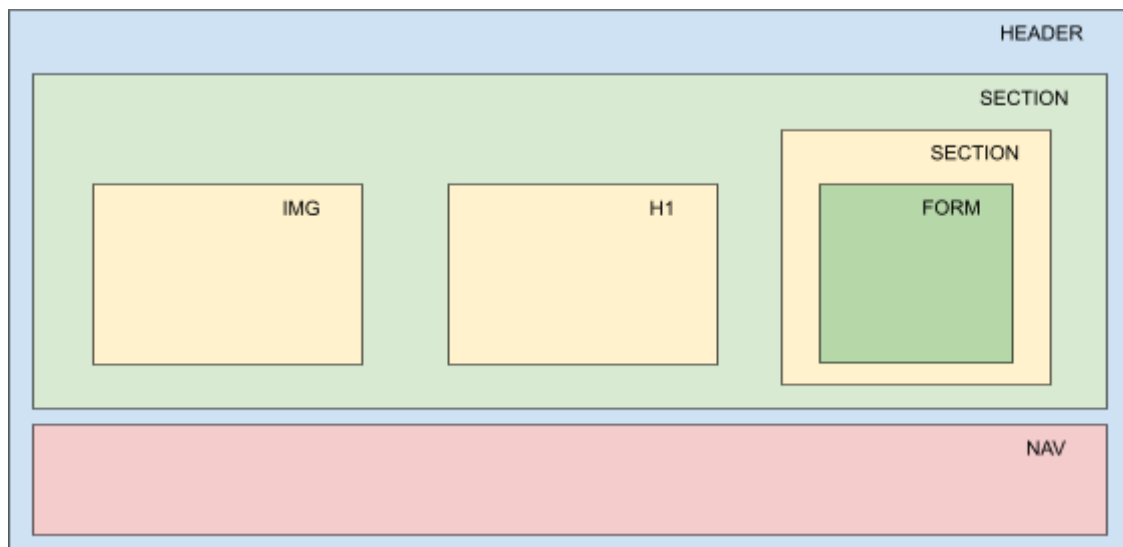 HEADER
SECTION
SECTION
IMG
H1
FORM
NAV